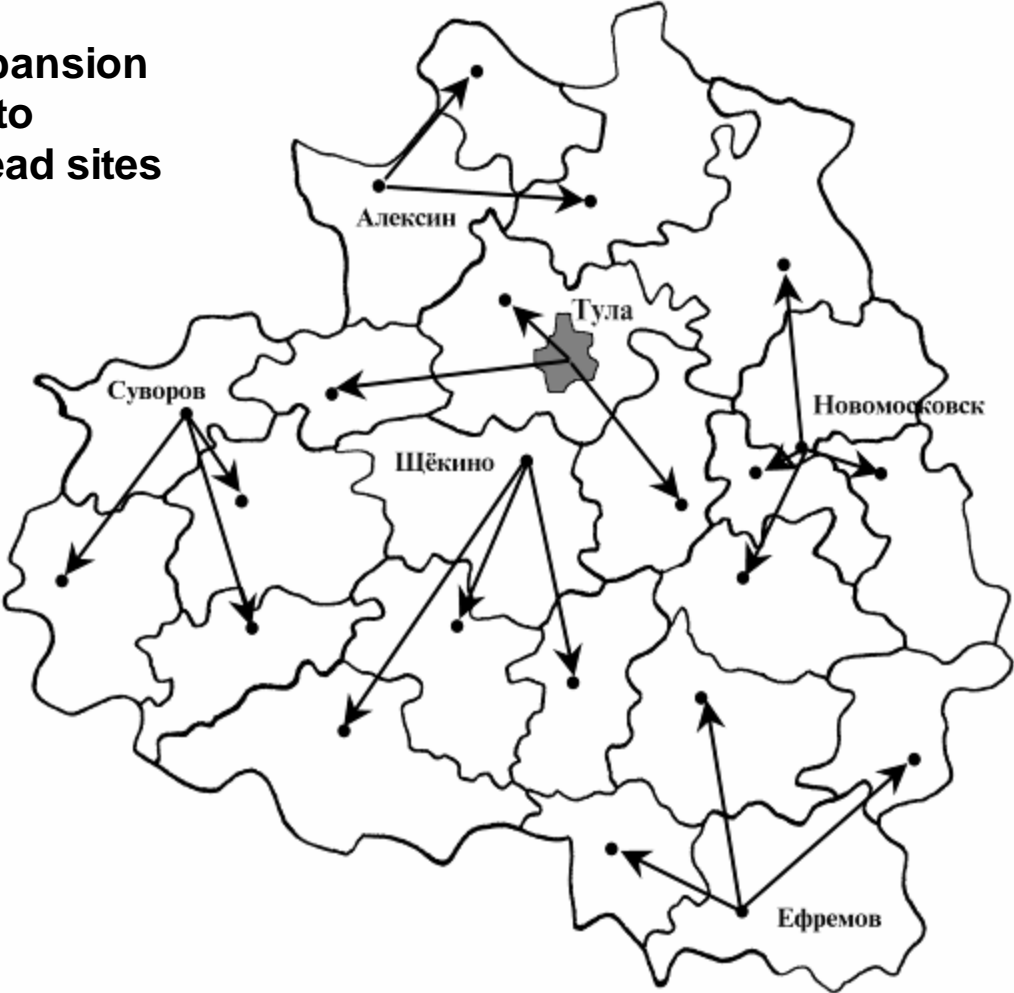 pansion
to
ead sites
Алексин
Тула
Суворов
Новомосковск
Щёкино
Ефремов